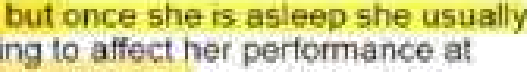 but once she is asleep she usually
ing to affect her performance at